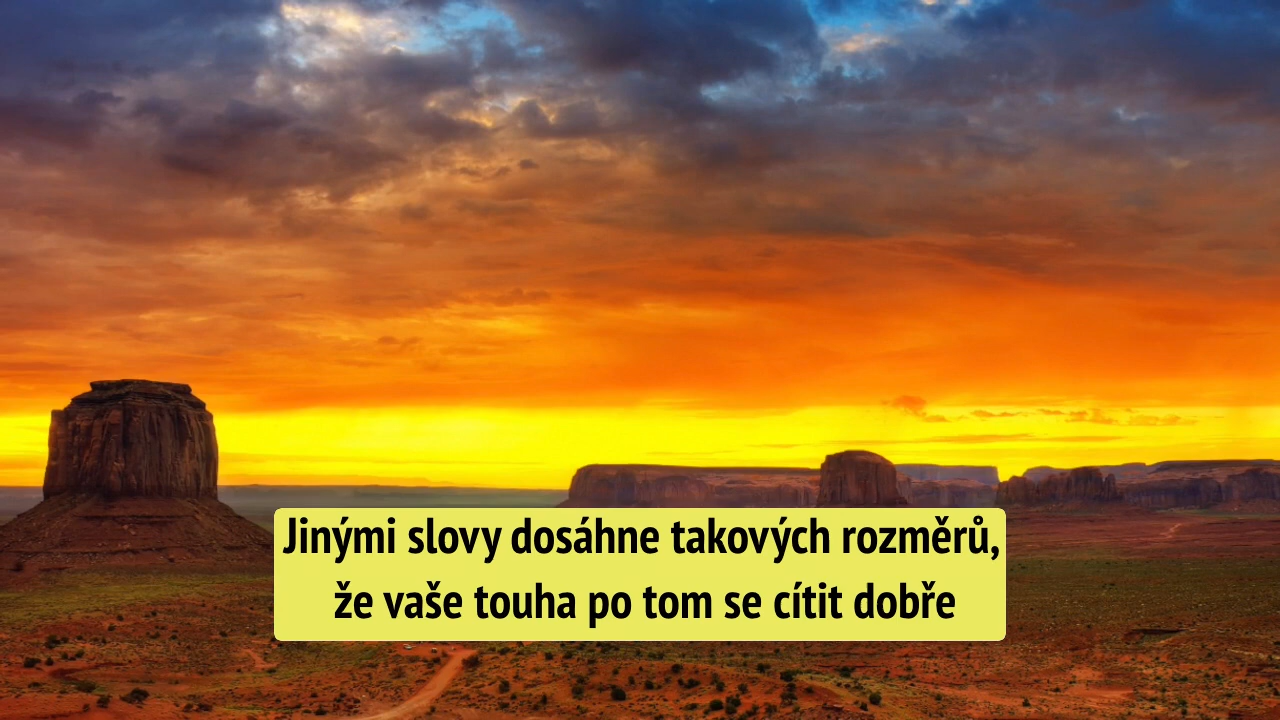 Jinými slovy dosáhne takových rozměrů,
že vaše touha po tom se cítit dobře